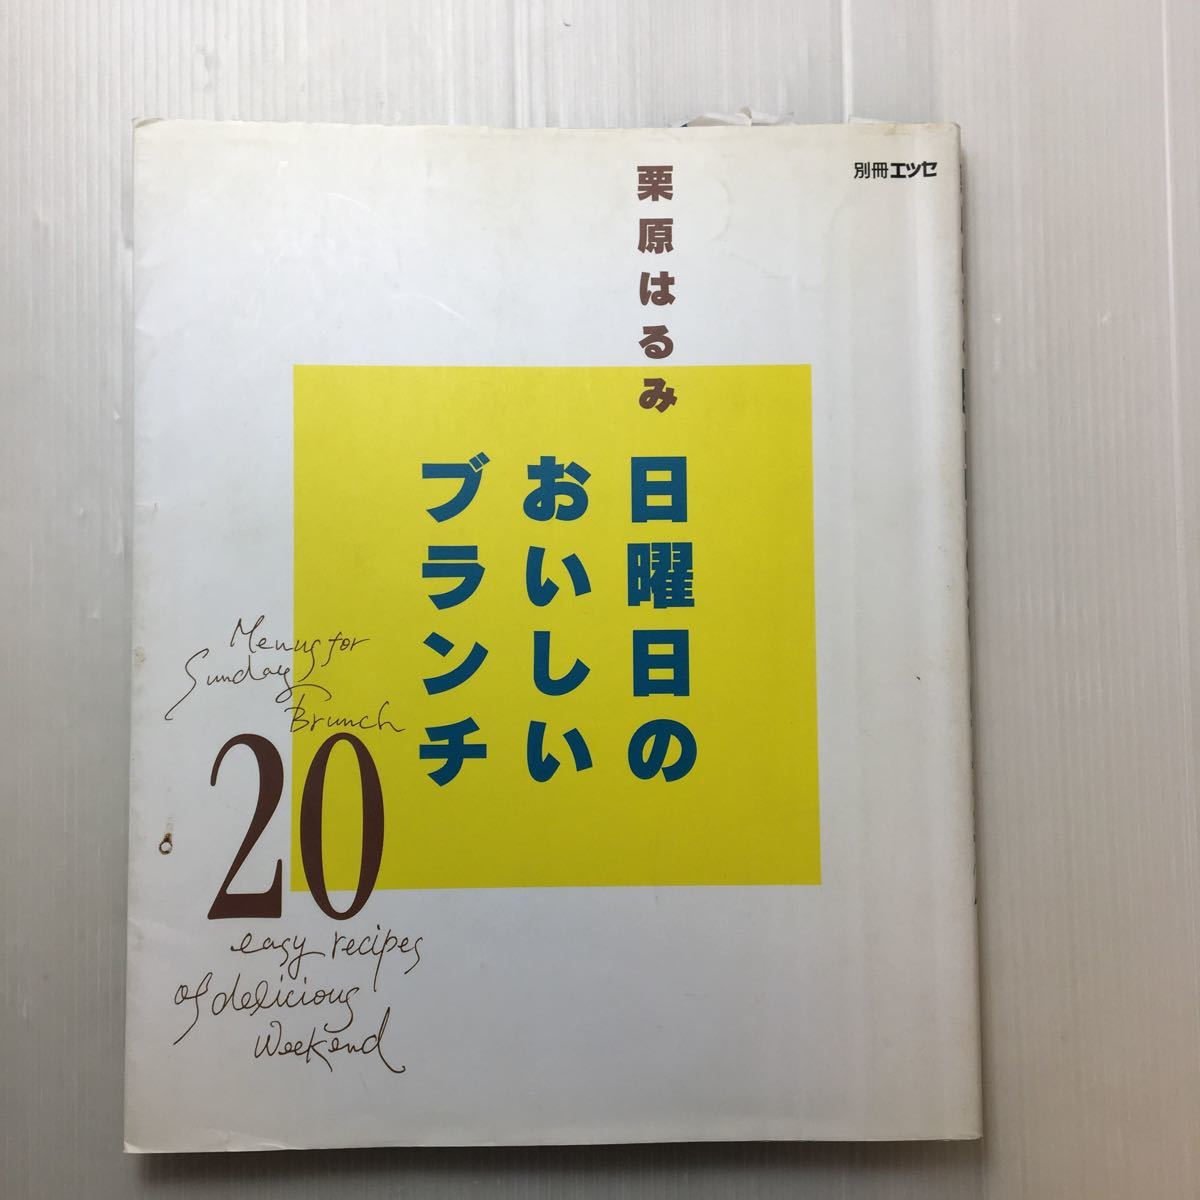 別冊エッセ
栗原はるみ
日曜日の
おいしい
ブランチ
Menus for
Sunday
Brunch
20
easy recipes
of delicious
Weekend